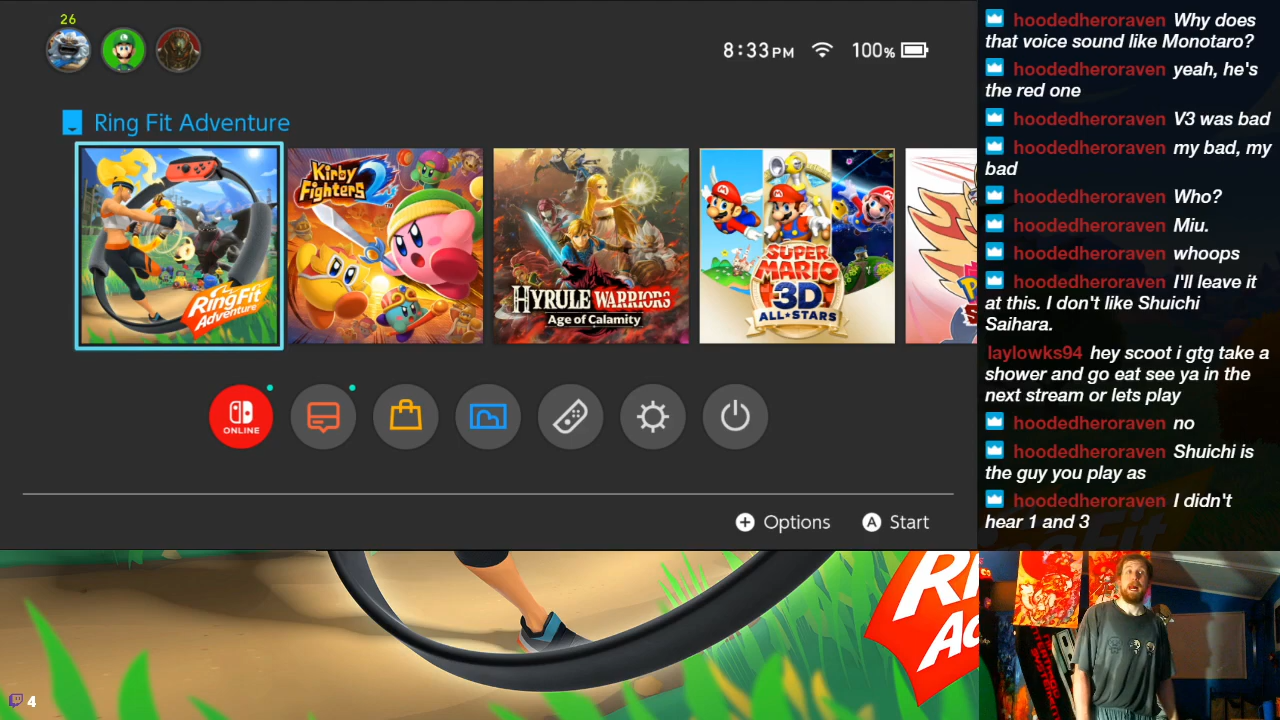 26
8:33 PM
100%
Ring Fit Adventure
RingFit
Adventure
Kirby
Fighters
2
HYRULE WARRIORS
Age of Calamity
SUPER
MARIO
3D
ALL★STARS
ONLINE
Options
A Start
hoodedheroraven Why does
that voice sound like Monotaro?
hoodedheroraven yeah, he's
the red one
hoodedheroraven V3 was bad
hoodedheroraven my bad, my
bad
hoodedheroraven Who?
hoodedheroraven Miu.
hoodedheroraven whoops
hoodedheroraven I'll leave it
at this. I don't like Shuichi
Saihara.
laylowks94 hey scoot i gtg take a
shower and go eat see ya in the
next stream or lets play
hoodedheroraven no
hoodedheroraven Shuichi is
the guy you play as
hoodedheroraven I didn't
hear 1 and 3
4